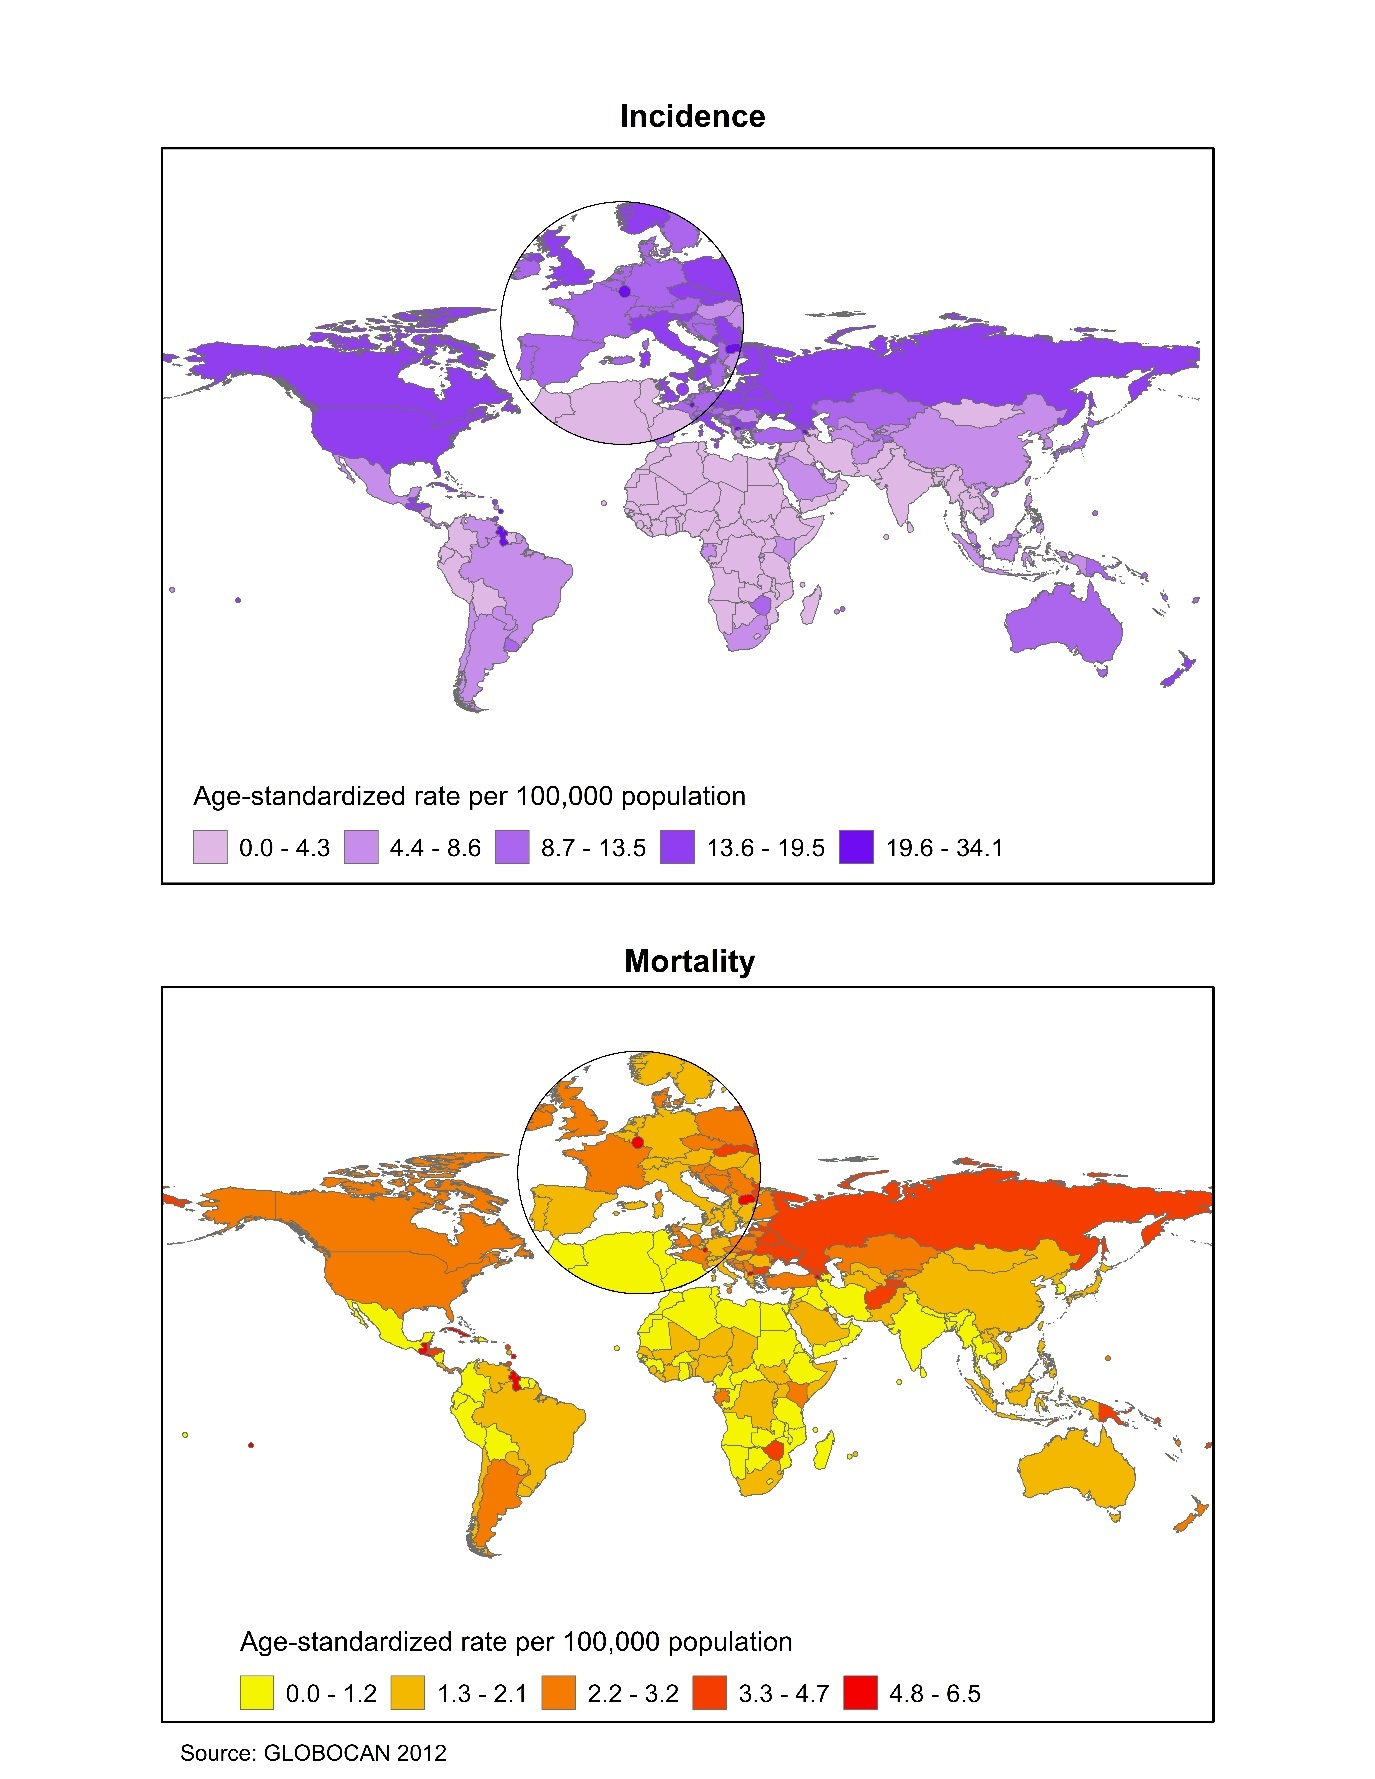 Incidence
Age-standardized rate per 100,000 population
0.0 - 4.3 4.4 - 8.6 8.7 - 13.5 13.6 - 19.5 19.6 - 34.1
Mortality
Age-standardized rate per 100,000 population
0.0 - 1.2 1.3 - 2.1 2.2 - 3.2 3.3 - 4.7 4.8 - 6.5
Source: GLOBOCAN 2012